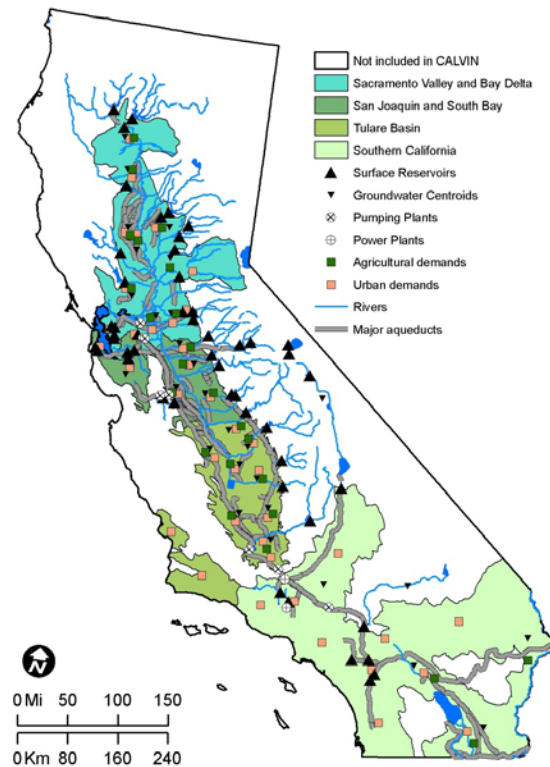 Not included in CALVIN
Sacramento Valley and Bay Delta
San Joaquin and South Bay
Tulare Basin
Southern California
Surface Reservoirs
Groundwater Centroids
Pumping Plants
Power Plants
Agricultural demands
Urban demands
Rivers
Major aqueducts
N
0 Mi 50 100 150
0 Km 80 160 240